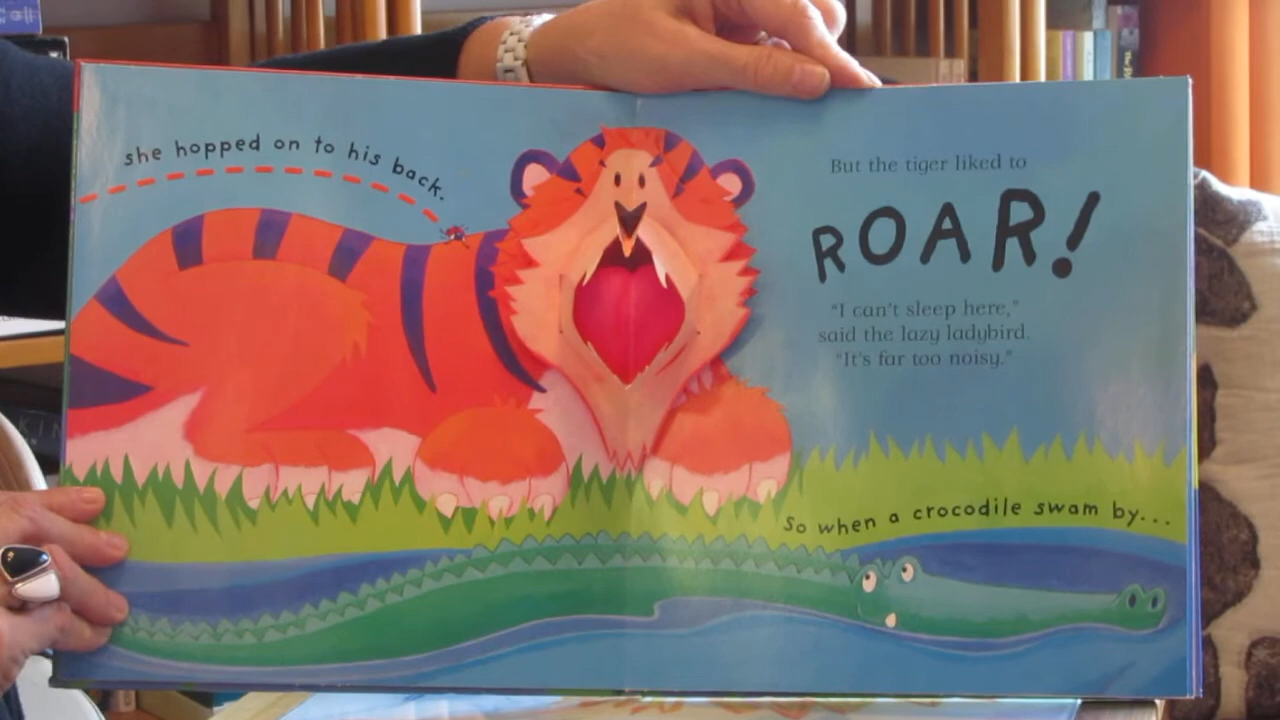 she hopped on to his back.
But the tiger liked to
ROAR!
"I can't sleep here,"
said the lazy ladybird.
"It's far too noisy."
So when a crocodile swam by...